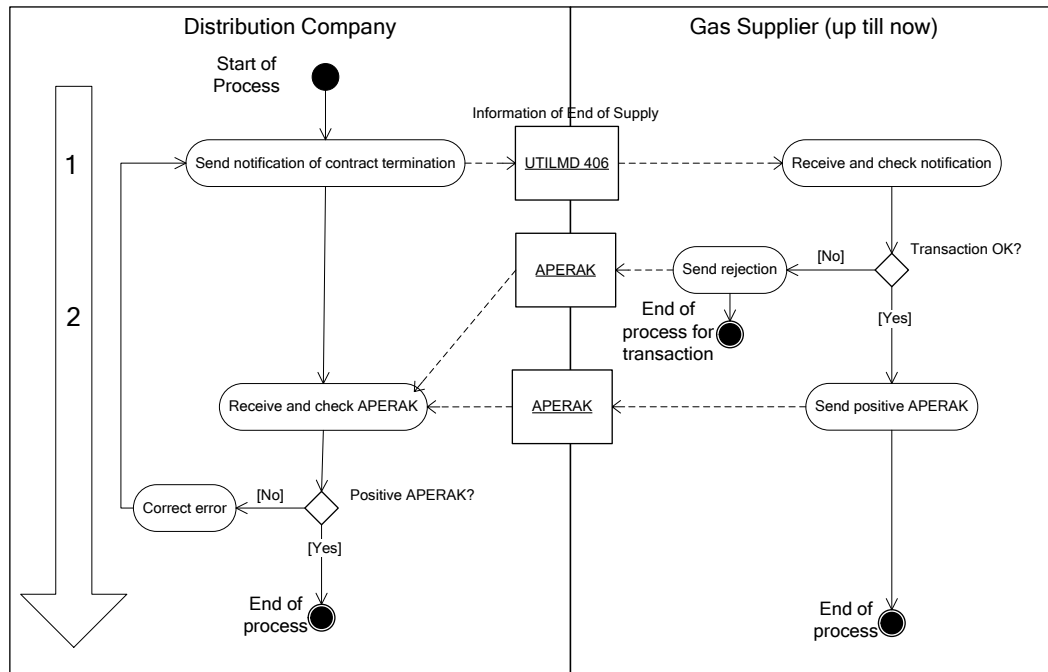 Distribution Company
Gas Supplier (up till now)
Start of
Process
Information of End of Supply
1
Send notification of contract termination
UTILMD 406
Receive and check notification
Transaction OK?
[No]
Send rejection
APERAK
2
[Yes]
End of
process for
transaction
Receive and check APERAK
APERAK
Send positive APERAK
Positive APERAK?
[No]
Correct error
[Yes]
End of
process
End of
process